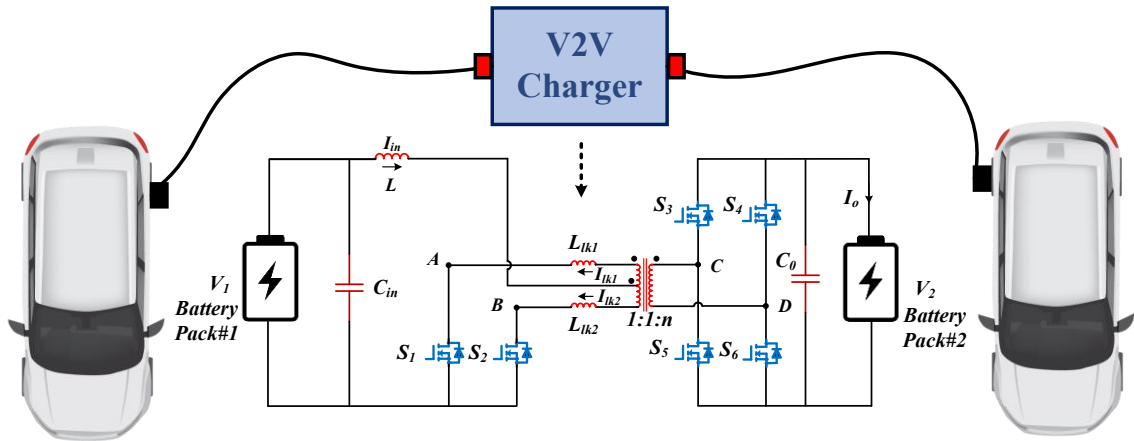 V2V
Charger
I_in
L
S_3
S_4
I_o
L_lk1
A
C
C_0
I_lk1
V_1
Battery
Pack#1
C_in
B
I_lk2
D
V_2
Battery
Pack#2
L_lk2
1:1:n
S_1
S_2
S_5
S_6